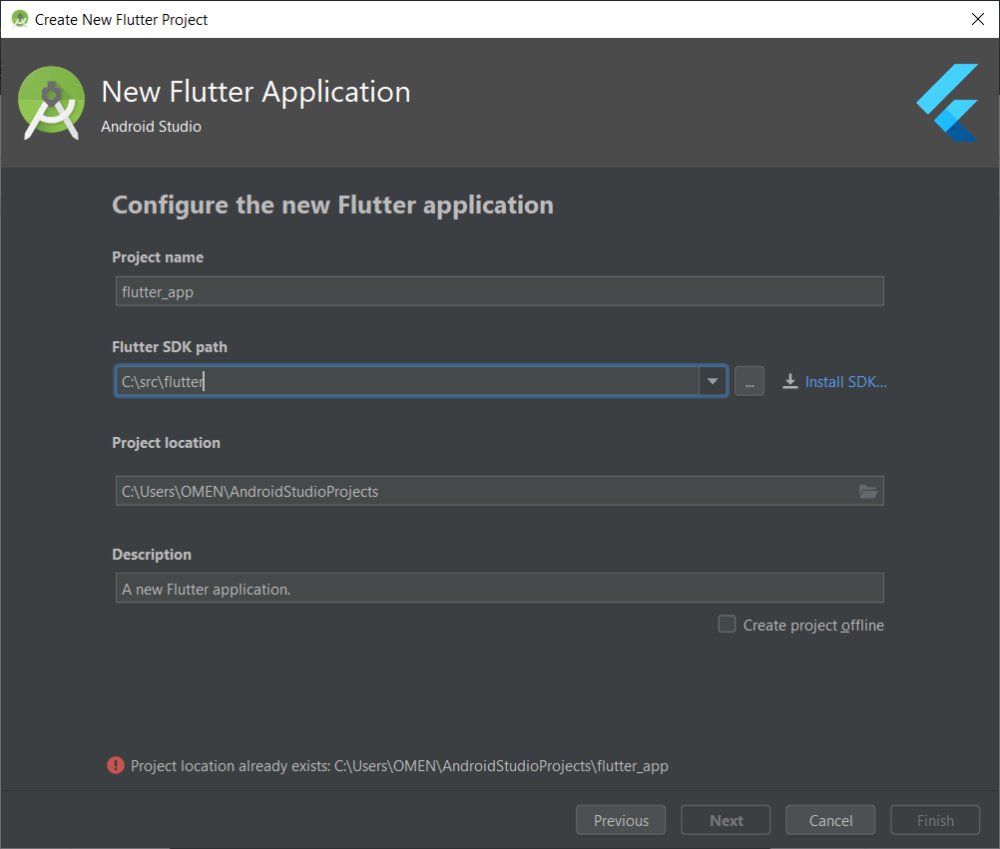 Create New Flutter Project
New Flutter Application
Android Studio
Configure the new Flutter application
Project name
flutter_app
Flutter SDK path
C:\src\flutter
...
Install SDK...
Project location
C:\Users\OMEN\AndroidStudioProjects
Description
A new Flutter application.
Create project offline
Project location already exists: C:\Users\OMEN\AndroidStudioProjects\flutter_app
Previous Next Cancel Finish